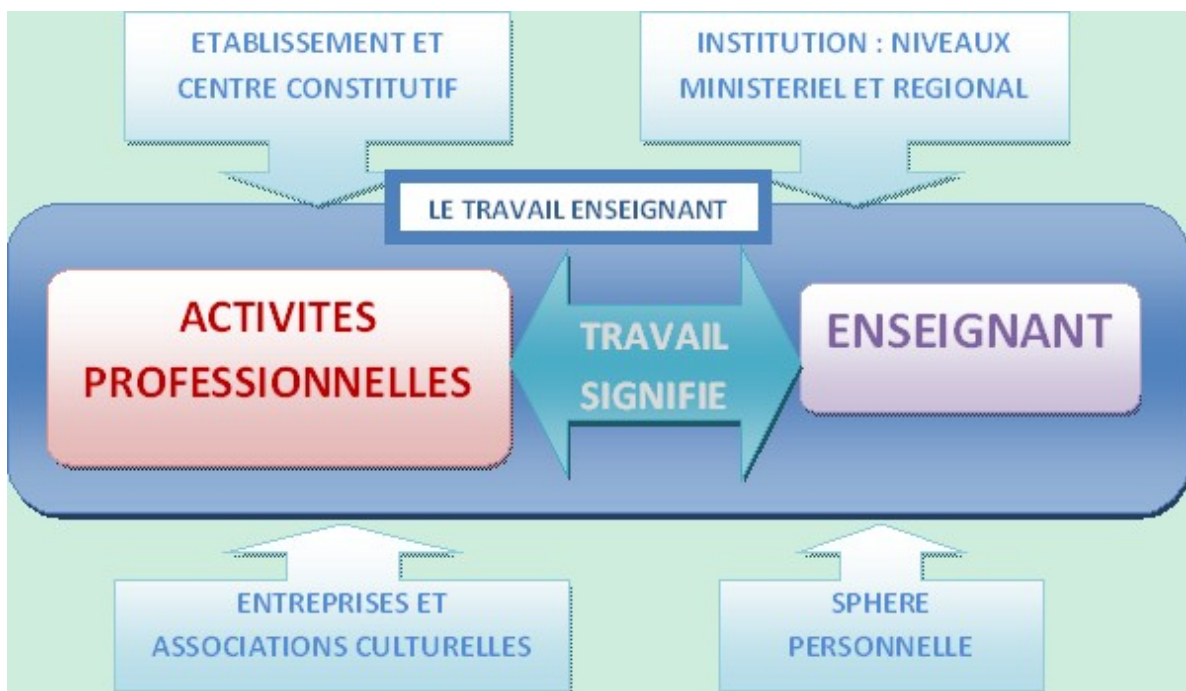 ETABLISSEMENT ET
CENTRE CONSTITUTIF
INSTITUTION : NIVEAUX
MINISTERIEL ET REGIONAL
LE TRAVAIL ENSEIGNANT
ACTIVITES
PROFESSIONNELLES
TRAVAIL
SIGNIFIE
ENSEIGNANT
ENTREPRISES ET
ASSOCIATIONS CULTURELLES
SPHERE
PERSONNELLE